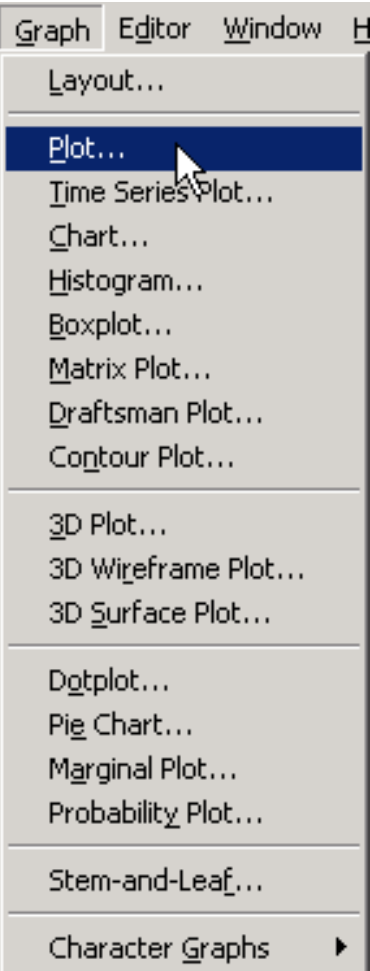 Graph Editor Window H
Layout...
Plot...
Time Series Plot...
Chart...
Histogram...
Boxplot...
Matrix Plot...
Draftsman Plot...
Contour Plot...
3D Plot...
3D Wireframe Plot...
3D Surface Plot...
Dotplot...
Pie Chart...
Marginal Plot...
Probability Plot...
Stem-and-Leaf...
Character Graphs